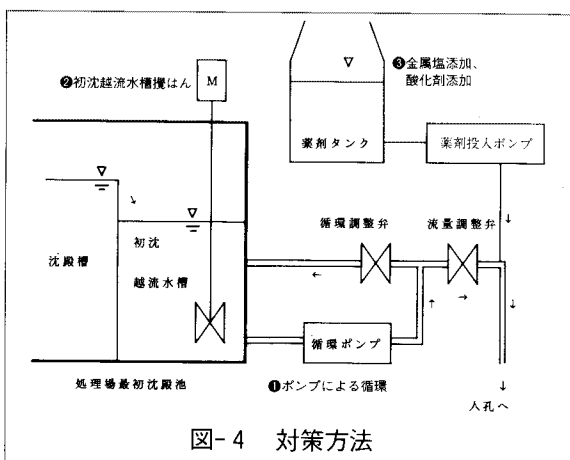 ❷初沈越流水槽攪はん
M
❸金属塩添加、
酸化剤添加
薬剤タンク
薬剤投入ポンプ
循環調整弁
流量調整弁
沈殿槽
初沈
越流水槽
循環ポンプ
処理場最初沈殿池
❶ポンプによる循環
人孔へ
図-4 対策方法